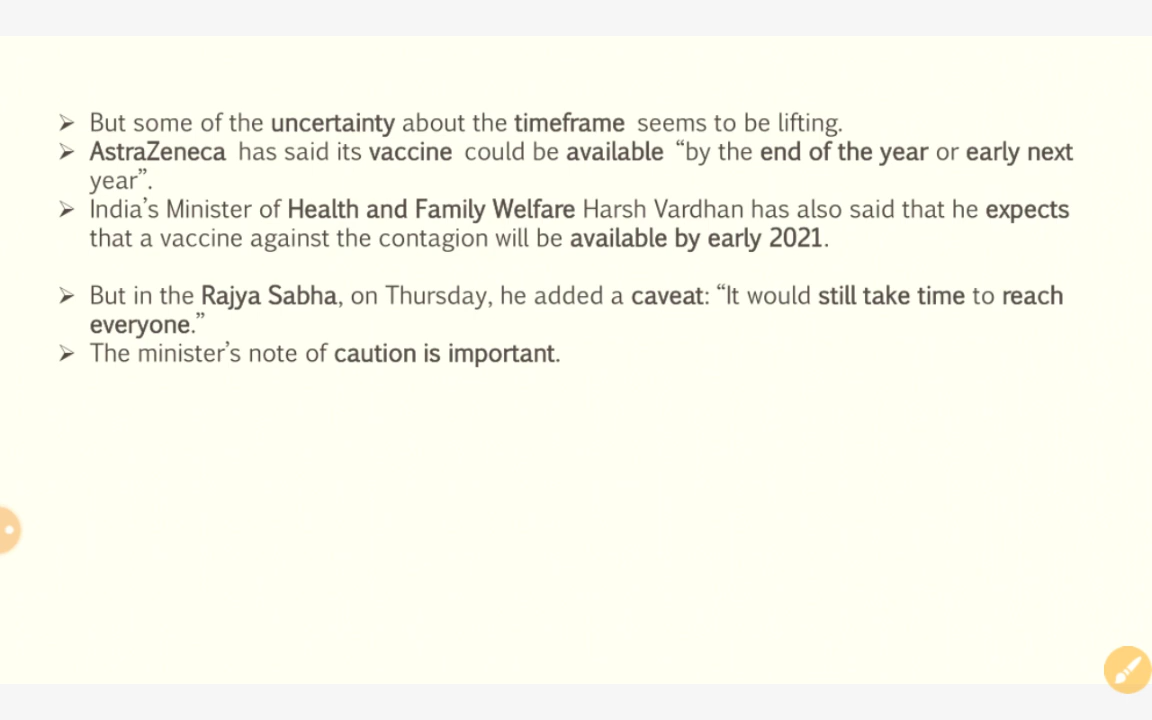 ➢ But some of the uncertainty about the timeframe seems to be lifting.
➢ AstraZeneca has said its vaccine could be available “by the end of the year or early next
year”.
➢ India’s Minister of Health and Family Welfare Harsh Vardhan has also said that he expects
that a vaccine against the contagion will be available by early 2021.
➢ But in the Rajya Sabha, on Thursday, he added a caveat: “It would still take time to reach
everyone.”
➢ The minister’s note of caution is important.